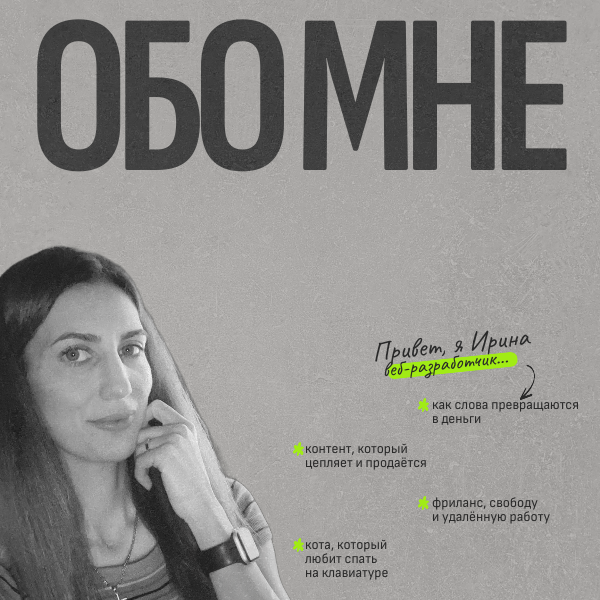 ОБО МНЕ
Привет, я Ирина
веб-разработчик...
как слова превращаются
в деньги
контент, который
цепляет и продаётся
фриланс, свободу
и удалённую работу
кота, который
любит спать
на клавиатуре